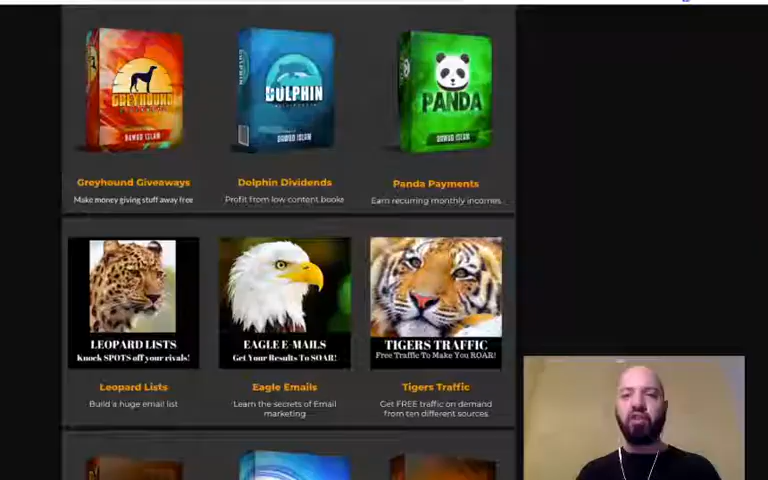 GREYHOUND
DAWUD ISLAM
DOLPHIN
DAWUD ISLAM
PANDA
DAWUD ISLAM
Greyhound Giveaways
Make money giving stuff away free
Dolphin Dividends
Profit from low content books
Panda Payments
Earn recurring monthly incomes
LEOPARD LISTS
Knock SPOTS off your rivals!
EAGLE E-MAILS
Get Your Results To SOAR!
TIGERS TRAFFIC
Free Traffic To Make You ROAR!
Leopard Lists
Build a huge email list
Eagle Emails
Learn the secrets of Email
marketing
Tigers Traffic
Get FREE traffic on demand
from ten different sources.